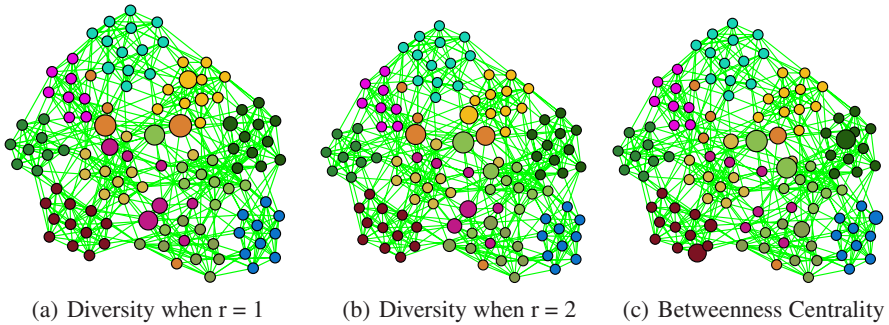 (a) Diversity when r = 1
(b) Diversity when r = 2
(c) Betweenness Centrality